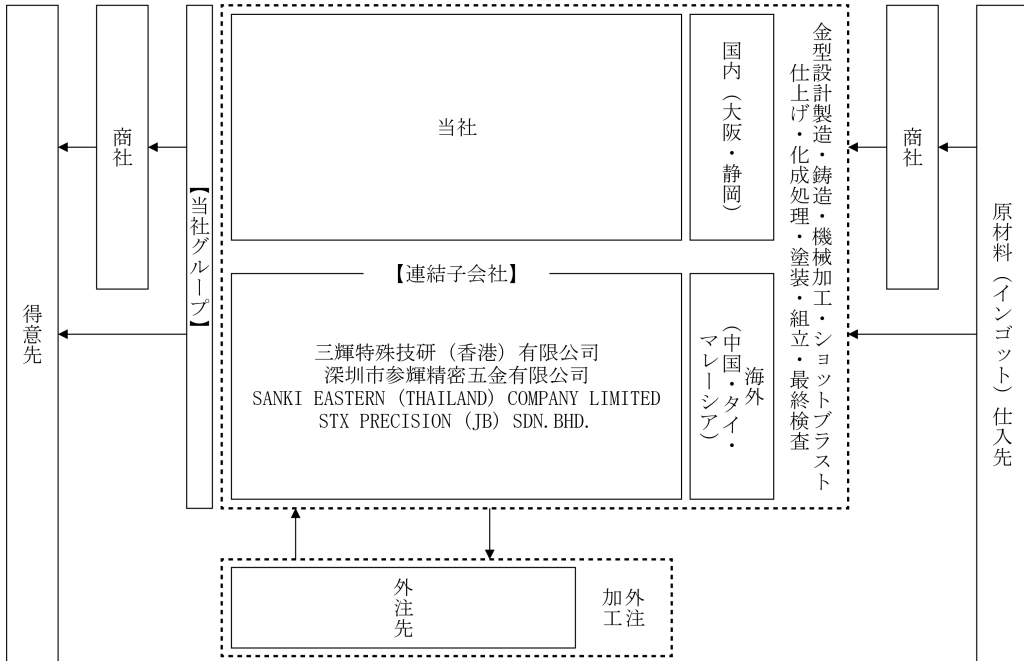 得意先
商社
【当社グループ】
当社
国内（大阪・静岡）
【連結子会社】
三輝特殊技研（香港）有限公司
深圳市参輝精密五金有限公司
SANKI EASTERN (THAILAND) COMPANY LIMITED
STX PRECISION (JB) SDN.BHD.
海外
（中国・タイ・
マレーシア）
金型設計製造・鋳造・機械加工・ショットブラスト
仕上げ・化成処理・塗装・組立・最終検査
商社
原材料（インゴット）仕入先
外注先
外注
加工